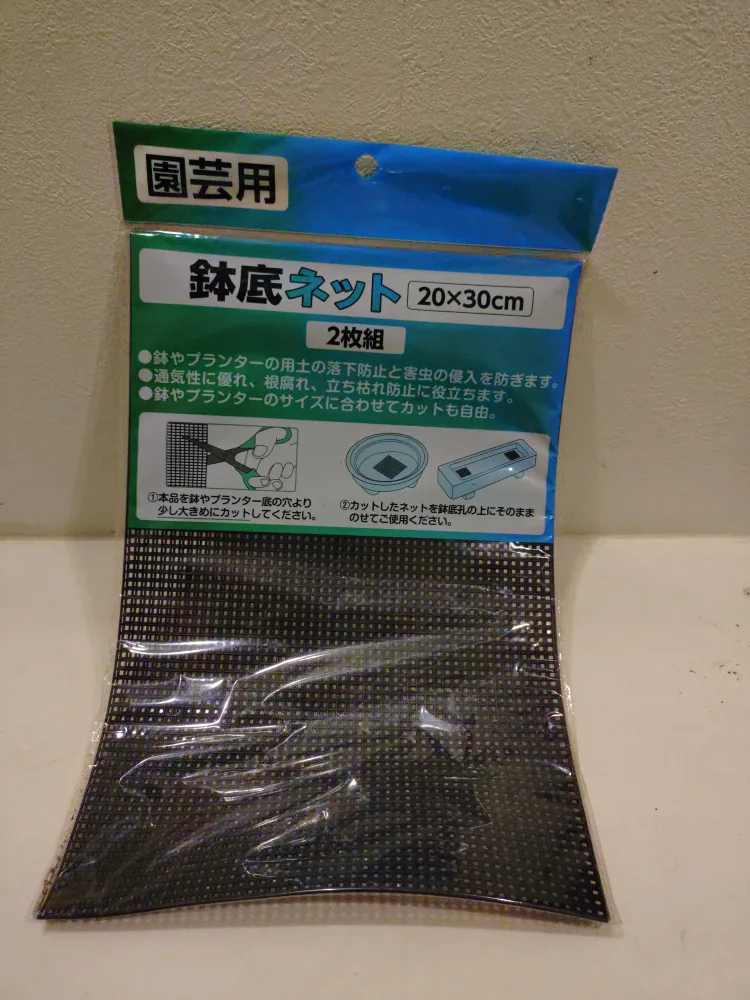 園芸用
鉢底ネット 20×30cm
2枚組
●鉢やプランターの用土の落下防止と害虫の侵入を防ぎます。
●通気性に優れ、根腐れ、立ち枯れ防止に役立ちます。
●鉢やプランターのサイズに合わせてカットも自由。
①本品を鉢やプランター底の穴より
少し大きめにカットしてください。
②カットしたネットを鉢底孔の上にそのまま
のせてご使用ください。